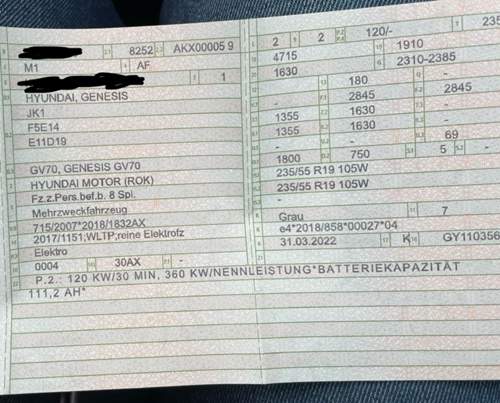 8252 AKX00005 9
M1 AF
1
HYUNDAI, GENESIS
JK1
F5E14
E11D19
-
GV70, GENESIS GV70
HYUNDAI MOTOR (ROK)
Fz.z.Pers.bef.b. 8 Spl.
Mehrzweckfahrzeug
715/2007*2018/1832AX
2017/1151;WLTP;reine Elektrofz
Elektro
0004 30AX -
P.2.: 120 KW/30 MIN, 360 KW/NENNLEISTUNG*BATTERIEKAPAZITÄT
111,2 AH*
2 2 120/- 235
4715 1910
1630 2310-2385
- 180 -
- 2845 2845
1355 1630 -
1355 1630 -
- - 69
1800 750 5 -
235/55 R19 105W
235/55 R19 105W
-
Grau 7
e4*2018/858*00027*04
31.03.2022 K GY110356